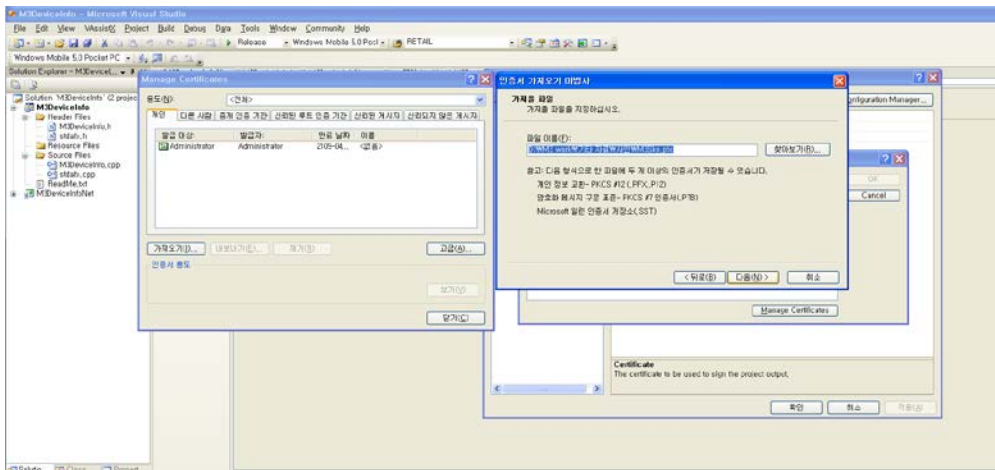 M3DeviceInfo - Microsoft Visual Studio
File Edit View VAssistX Project Build Debug Data Tools Window Community Help
Release Windows Mobile 5.0 Pocl RETAIL
Windows Mobile 5.0 Pocket PC
Solution Explorer - M3DeviceI...
Solution 'M3DeviceInfo' (2 projec
M3DeviceInfo
Header Files
M3DeviceInfo.h
stdafx.h
Resource Files
Source Files
M3DeviceInfo.cpp
stdafx.cpp
ReadMe.txt
M3DeviceInfoNet
Manage Certificates
용도(N): <전체>
개인 다른 사람 중개 인증 기관 신뢰된 루트 인증 기관 신뢰된 게시자 신뢰되지 않은 게시자
발급 대상 발급자: 만료 날짜 이름
Administrator Administrator 2109-04... <없음>
가져오기(I)... 내보내기(E)... 제거(R)
고급(A)...
인증서 용도
보기(V)
닫기(C)
인증서 가져오기 마법사
가져올 파일
가져올 파일을 지정하십시오.
파일 이름(F):
찾아보기(R)...
참고: 다음 형식으로 한 파일에 두 개 이상의 인증서가 저장될 수 있습니다.
개인 정보 교환- PKCS #12 (.PFX,.P12)
암호화 메시지 구문 표준- PKCS #7 인증서(.P7B)
Microsoft 일련 인증서 저장소(.SST)
< 뒤로(B) 다음(N) > 취소
onfiguration Manager...
OK
Cancel
Manage Certificates
Certificate
The certificate to be used to sign the project output.
확인 취소 적용(A)